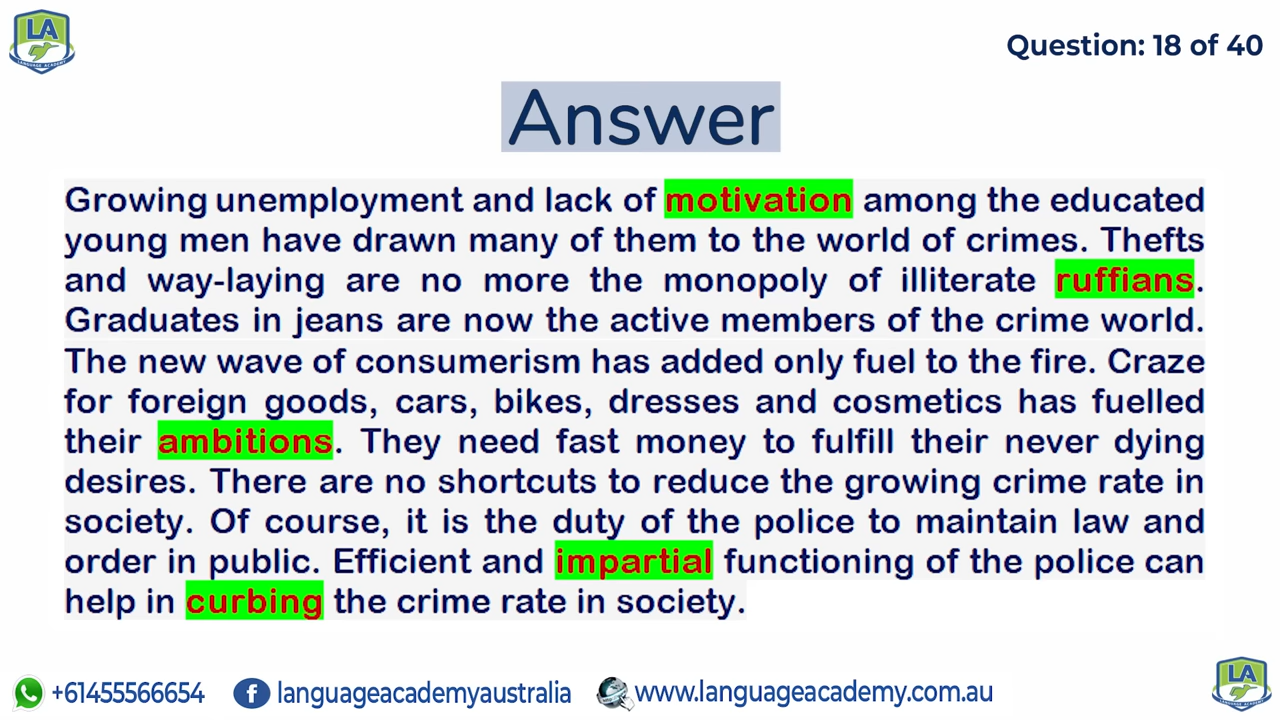 LA
LANGUAGE ACADEMY
Question: 18 of 40
Answer
Growing unemployment and lack of motivation among the educated
young men have drawn many of them to the world of crimes. Thefts
and way-laying are no more the monopoly of illiterate ruffians.
Graduates in jeans are now the active members of the crime world.
The new wave of consumerism has added only fuel to the fire. Craze
for foreign goods, cars, bikes, dresses and cosmetics has fuelled
their ambitions. They need fast money to fulfill their never dying
desires. There are no shortcuts to reduce the growing crime rate in
society. Of course, it is the duty of the police to maintain law and
order in public. Efficient and impartial functioning of the police can
help in curbing the crime rate in society.
+61455566654 languageacademyaustralia www.languageacademy.com.au
LA
LANGUAGE ACADEMY